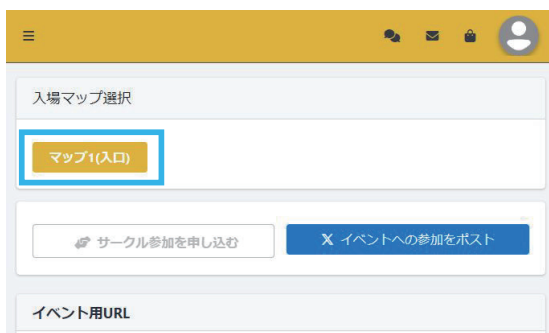 入場マップ選択
マップ1(入口)
サークル参加を申し込む
X イベントへの参加をポスト
イベント用URL